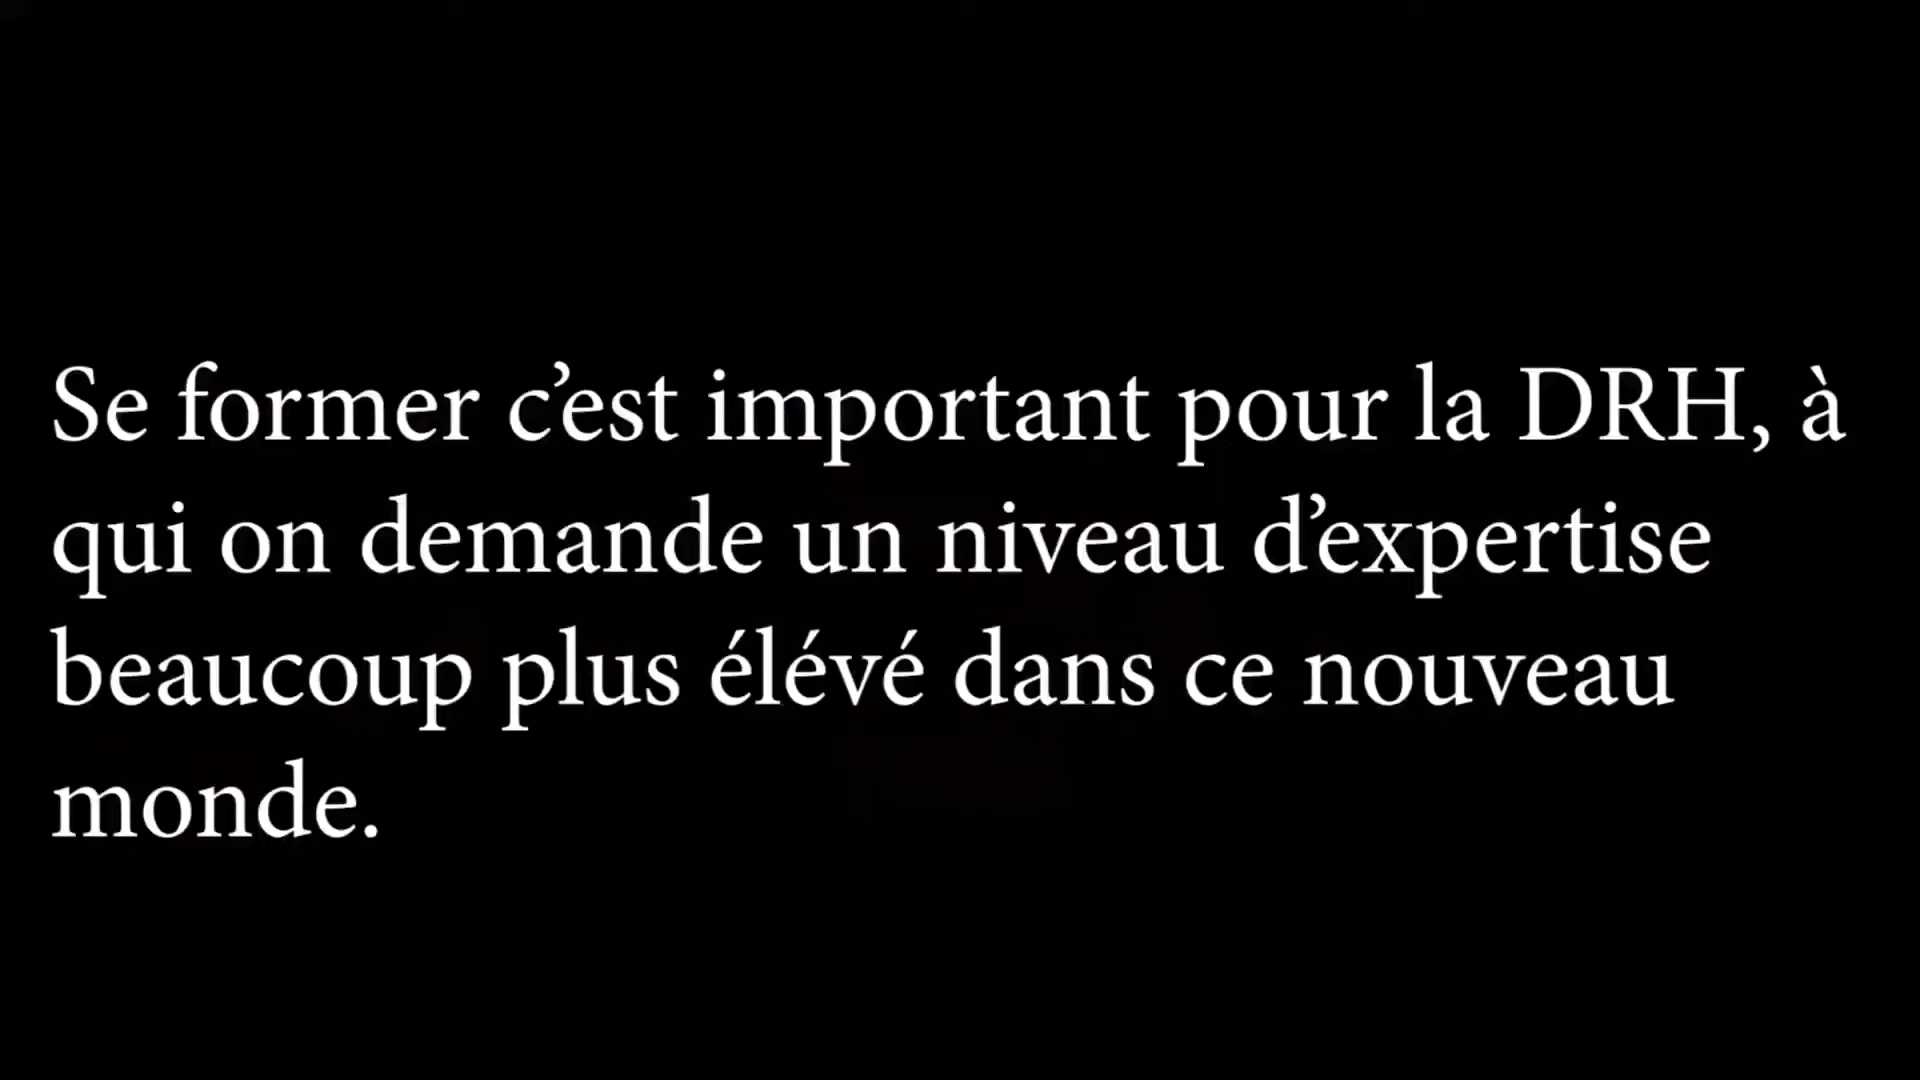 Se former c’est important pour la DRH, à
qui on demande un niveau d’expertise
beaucoup plus élévé dans ce nouveau
monde.